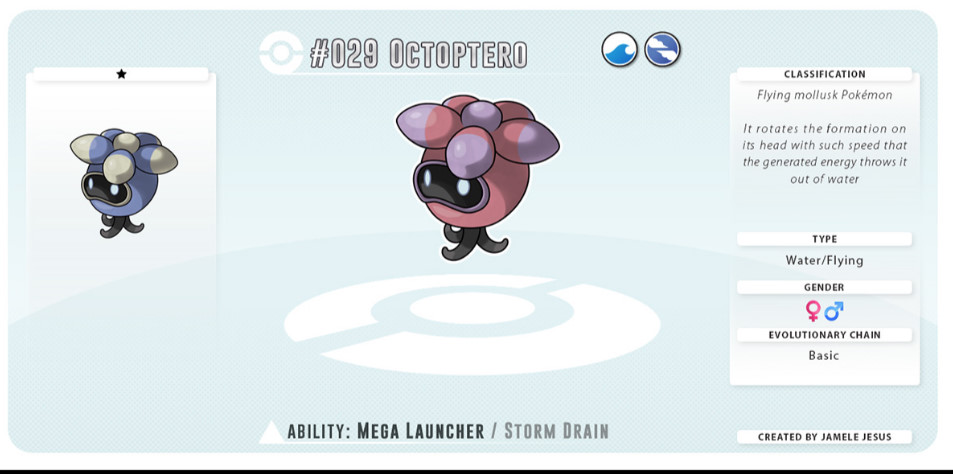 #029 Octoptero
★
CLASSIFICATION
Flying mollusk Pokémon
It rotates the formation on
its head with such speed that
the generated energy throws it
out of water
TYPE
Water/Flying
GENDER
♀♂
EVOLUTIONARY CHAIN
Basic
ABILITY: MEGA LAUNCHER / STORM DRAIN
CREATED BY JAMELE JESUS